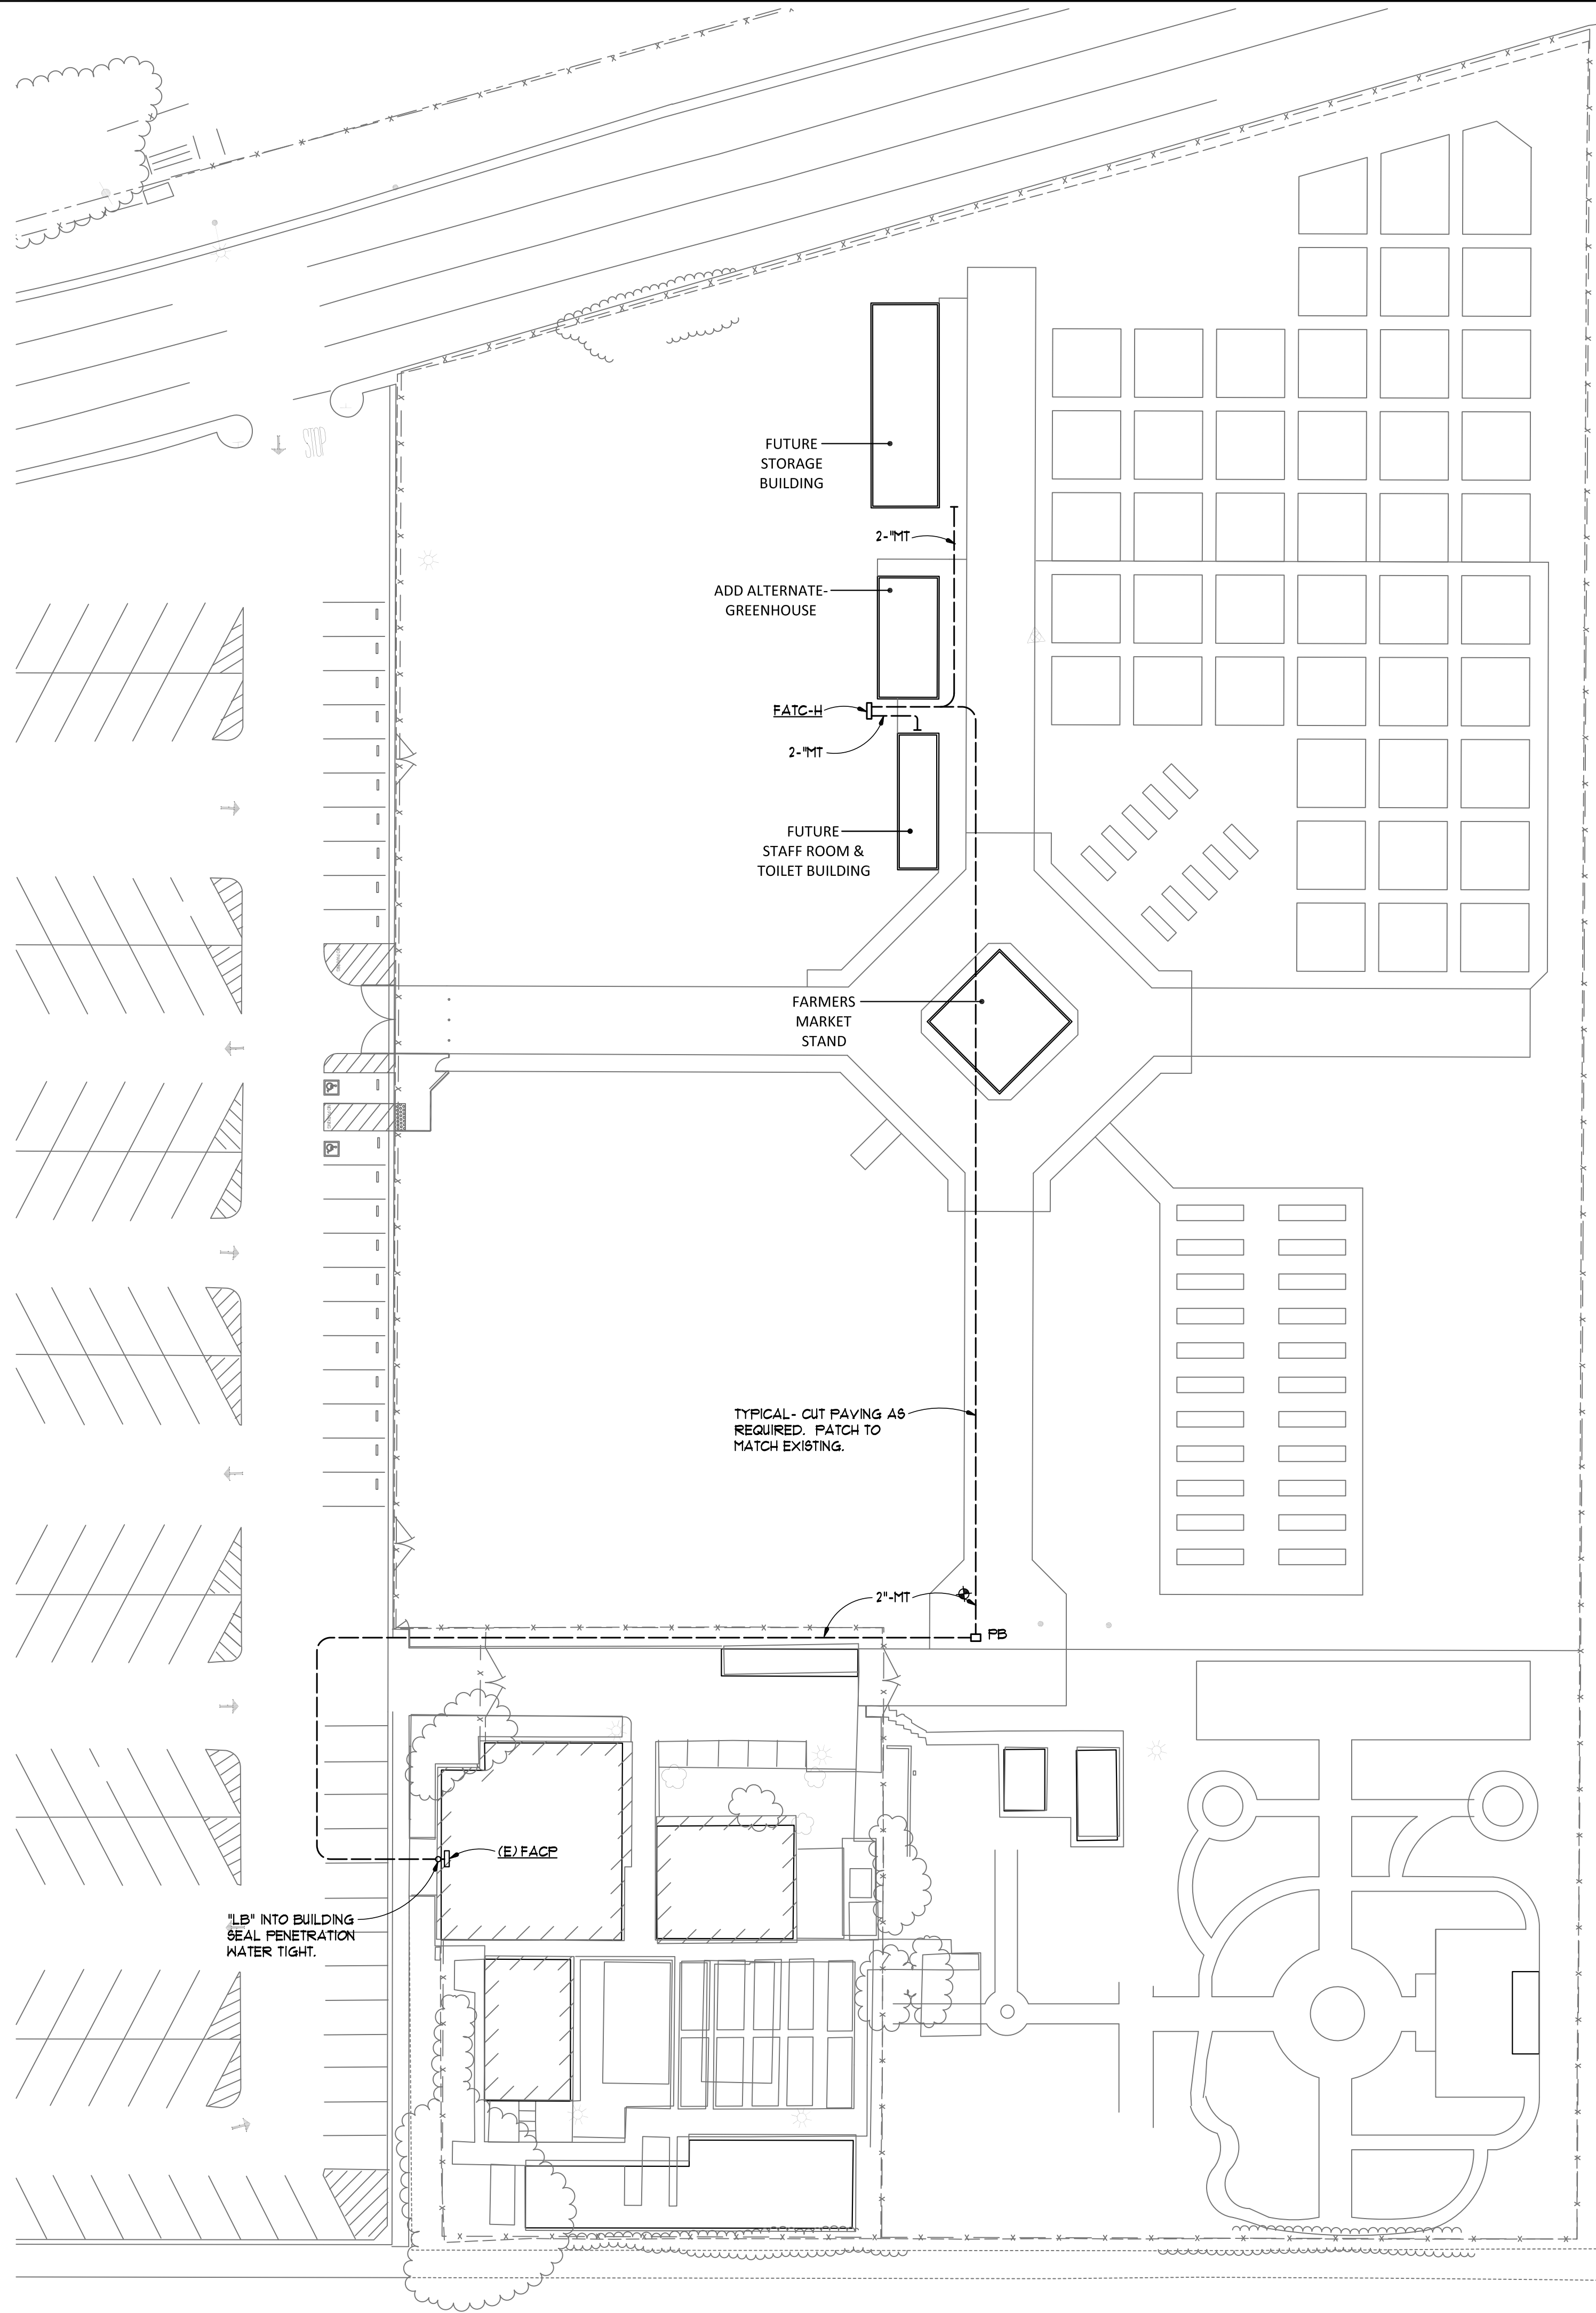 STOP
FUTURE
STORAGE
BUILDING
2-"MT
ADD ALTERNATE-
GREENHOUSE
FATC-H
2-"MT
FUTURE
STAFF ROOM &
TOILET BUILDING
FARMERS
MARKET
STAND
TYPICAL- CUT PAVING AS
REQUIRED. PATCH TO
MATCH EXISTING.
2"-MT
PB
(E) FACP
"LB" INTO BUILDING
SEAL PENETRATION
WATER TIGHT.